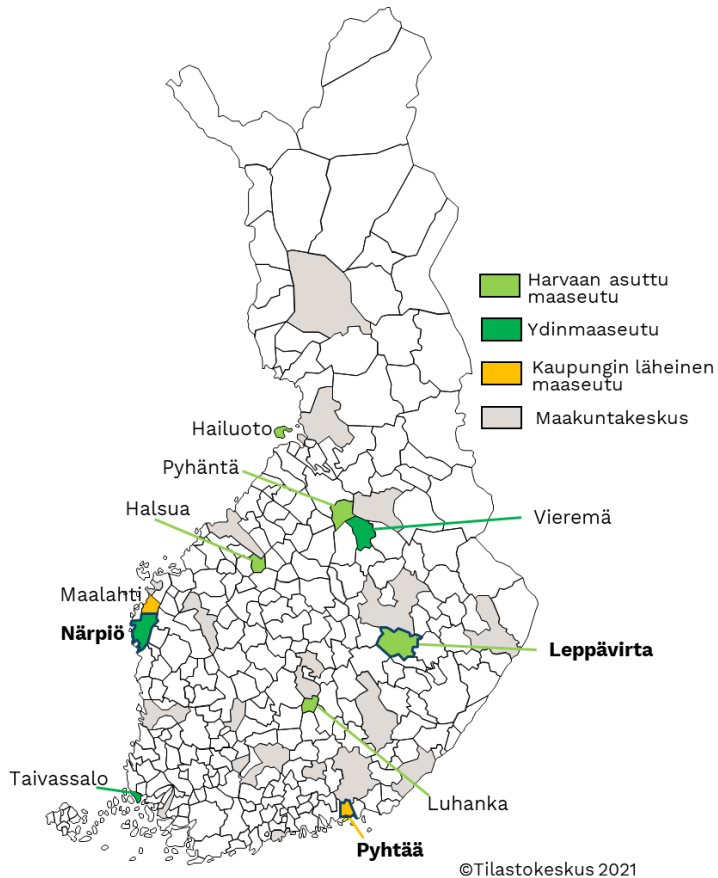 Harvaan asuttu
maaseutu
Ydinmaaseutu
Kaupungin läheinen
maaseutu
Maakuntakeskus
Hailuoto
Pyhäntä
Halsua
Vieremä
Maalahti
Närpiö
Leppävirta
Taivassalo
Luhanka
Pyhtää
©Tilastokeskus 2021